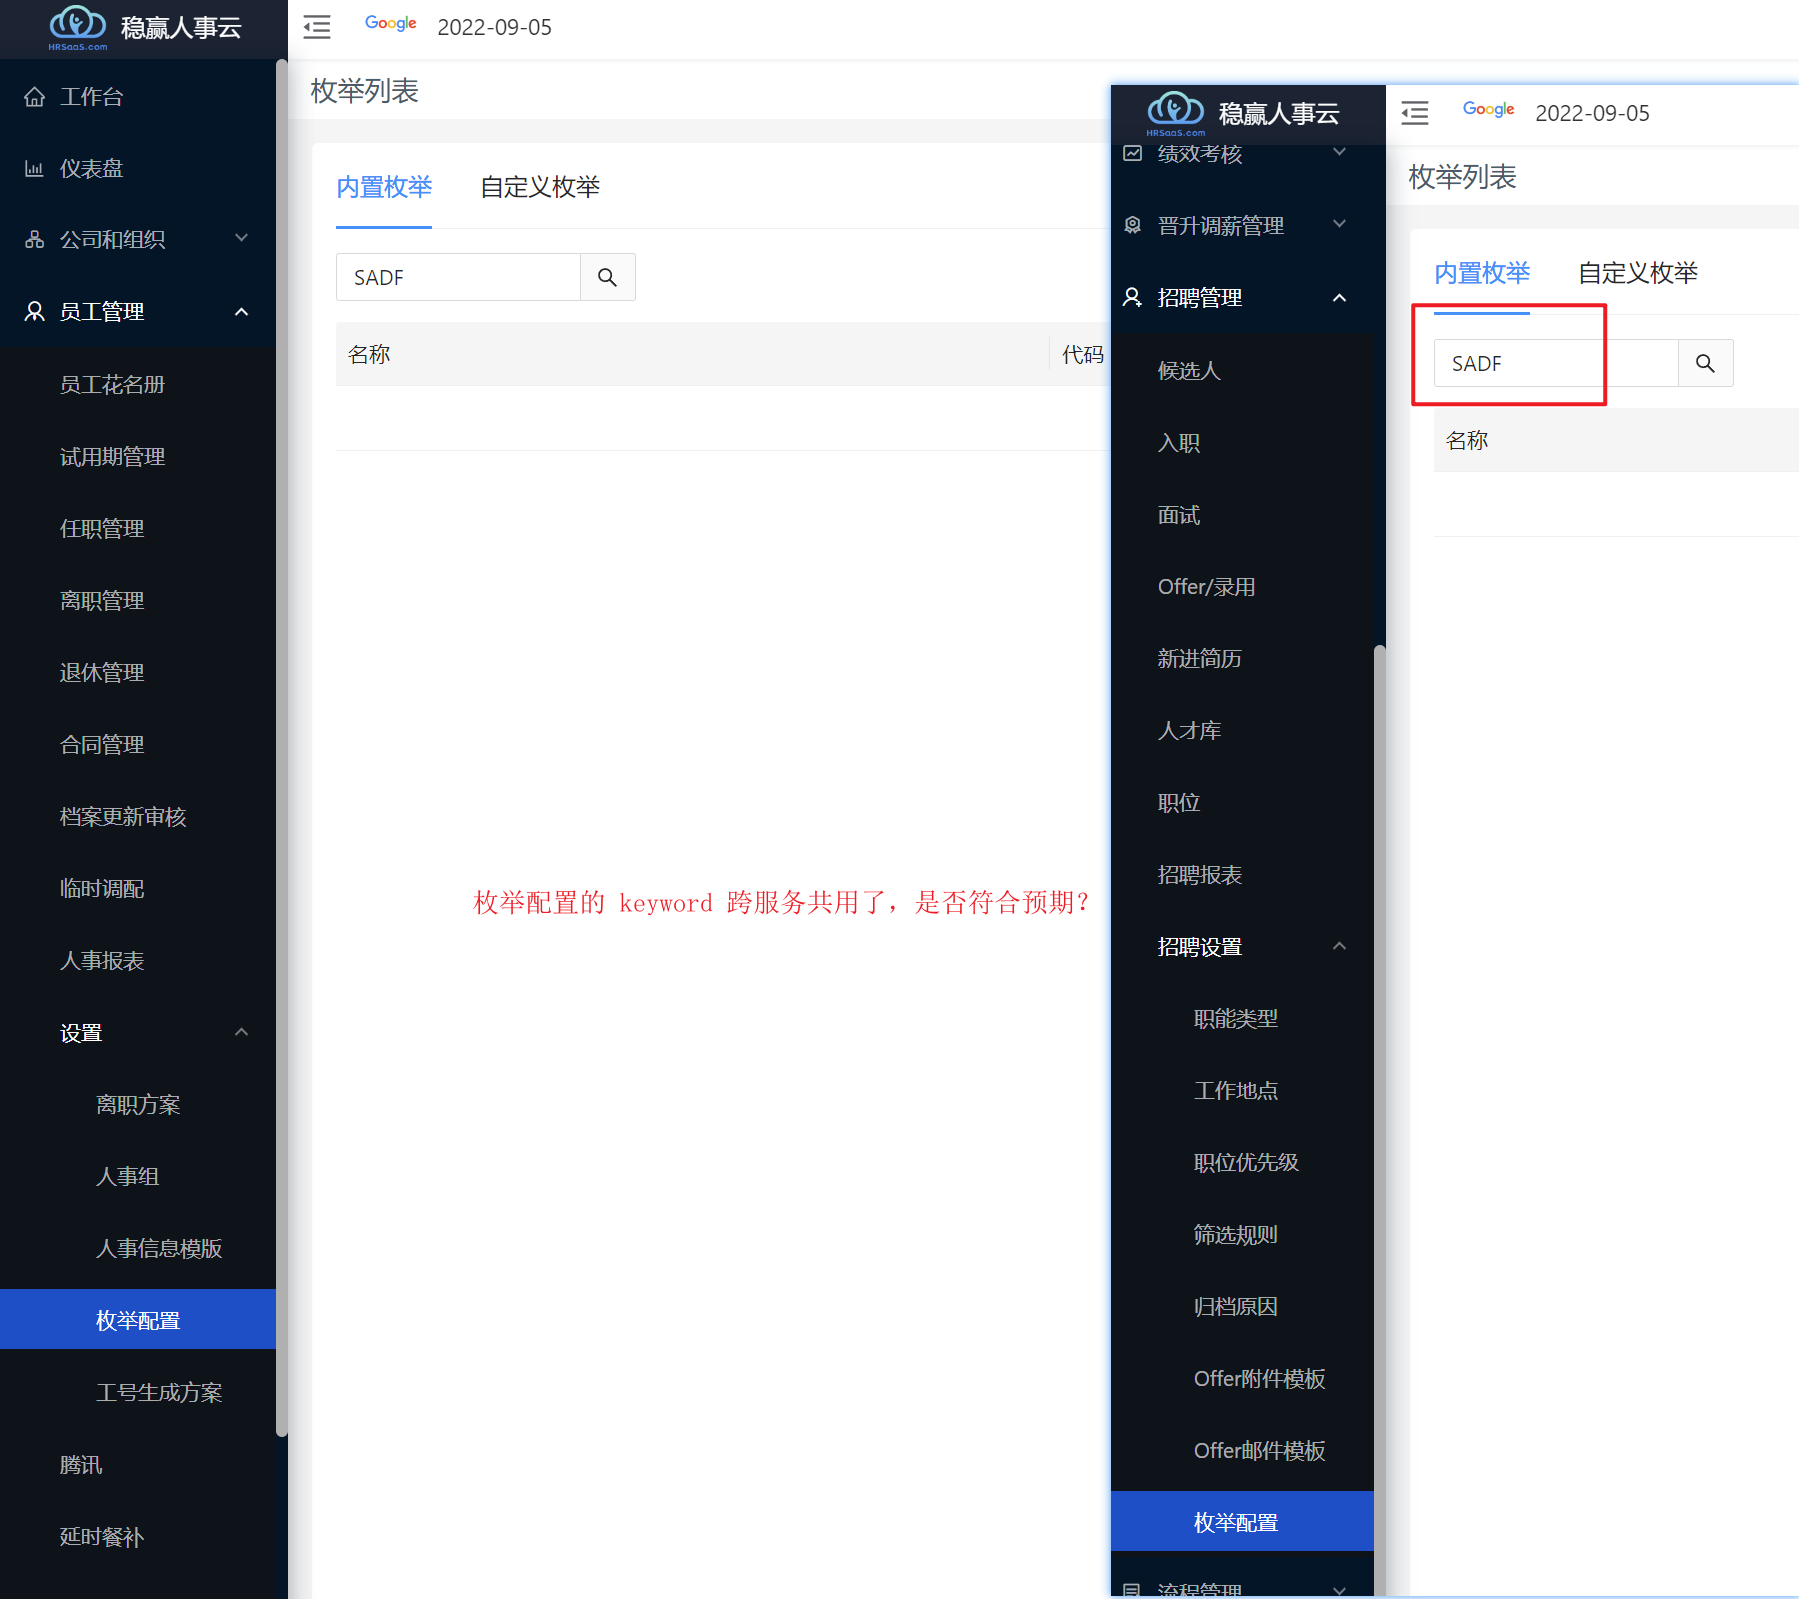 稳赢人事云
HRSaaS.com
Google
2022-09-05
工作台
仪表盘
公司和组织
员工管理
员工花名册
试用期管理
任职管理
离职管理
退休管理
合同管理
档案更新审核
临时调配
人事报表
设置
离职方案
人事组
人事信息模版
枚举配置
工号生成方案
腾讯
延时餐补
枚举列表
内置枚举 自定义枚举
SADF
名称 代码
枚举配置的 keyword 跨服务共用了，是否符合预期？
稳赢人事云
HRSaaS.com
Google
2022-09-05
绩效考核
晋升调薪管理
招聘管理
候选人
入职
面试
Offer/录用
新进简历
人才库
职位
招聘报表
招聘设置
职能类型
工作地点
职位优先级
筛选规则
归档原因
Offer附件模板
Offer邮件模板
枚举配置
流程管理
枚举列表
内置枚举 自定义枚举
SADF
名称